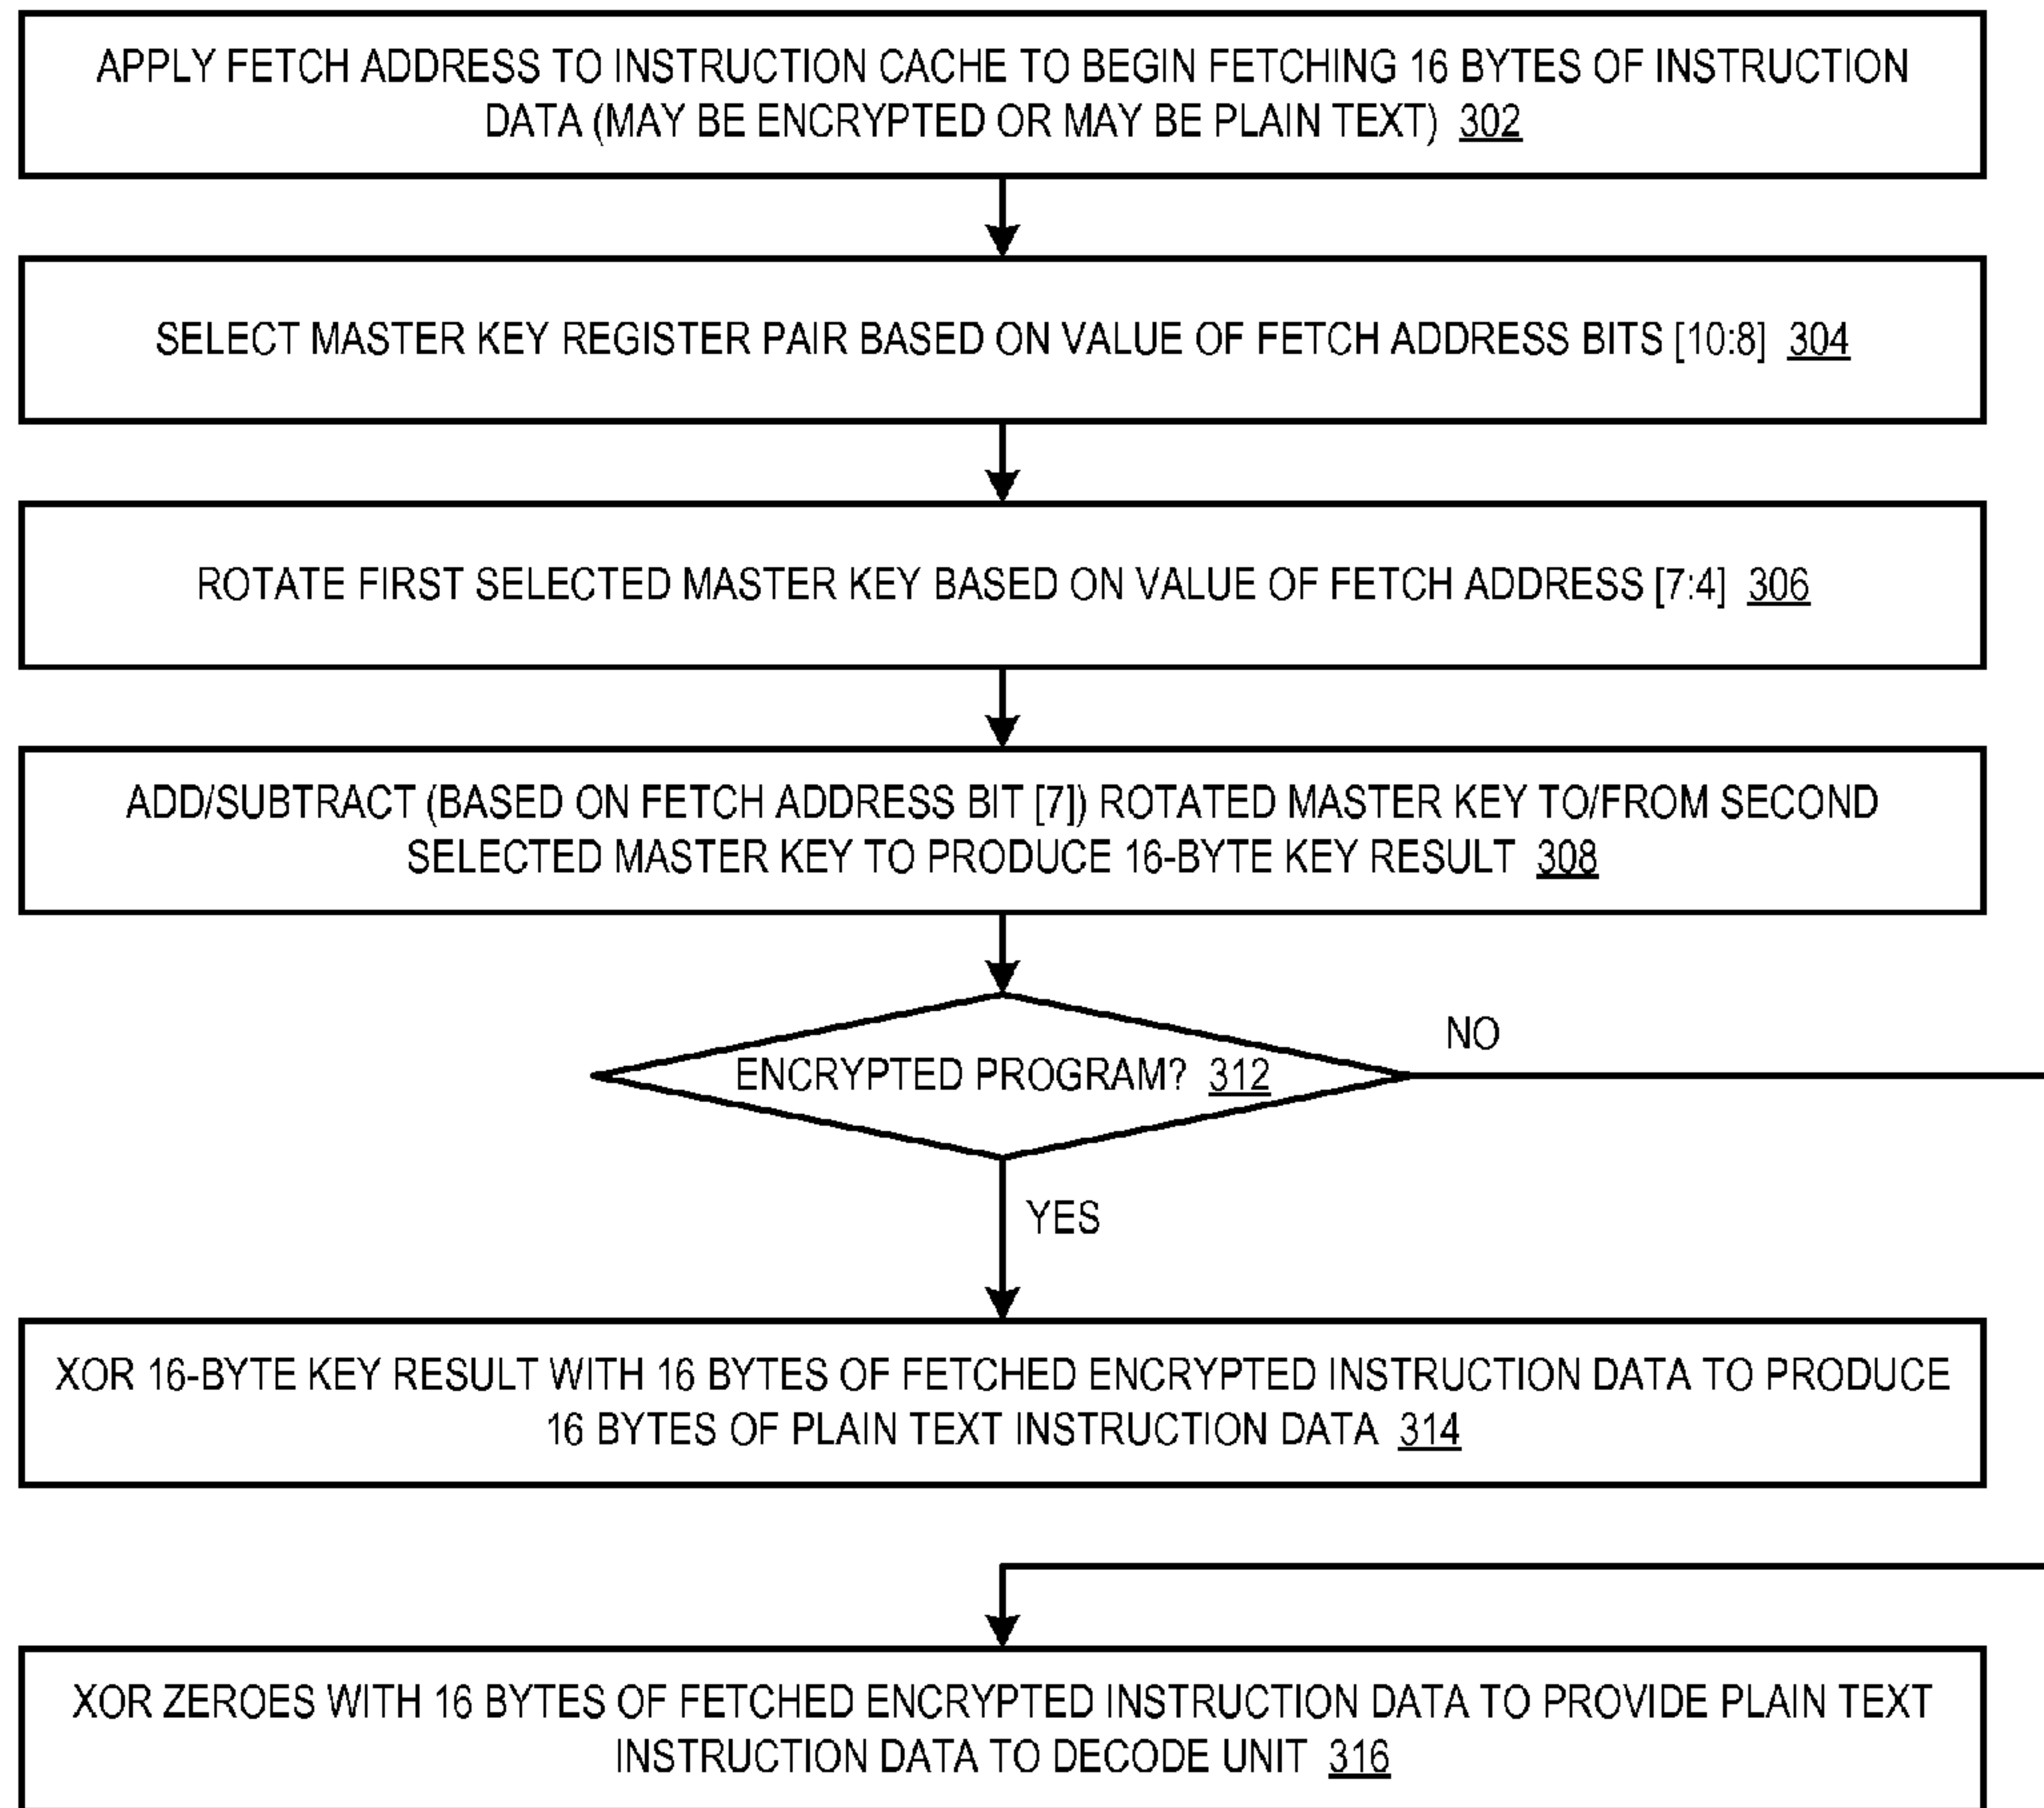 APPLY FETCH ADDRESS TO INSTRUCTION CACHE TO BEGIN FETCHING 16 BYTES OF INSTRUCTION
DATA (MAY BE ENCRYPTED OR MAY BE PLAIN TEXT) 302
SELECT MASTER KEY REGISTER PAIR BASED ON VALUE OF FETCH ADDRESS BITS [10:8] 304
ROTATE FIRST SELECTED MASTER KEY BASED ON VALUE OF FETCH ADDRESS [7:4] 306
ADD/SUBTRACT (BASED ON FETCH ADDRESS BIT [7]) ROTATED MASTER KEY TO/FROM SECOND
SELECTED MASTER KEY TO PRODUCE 16-BYTE KEY RESULT 308
NO
ENCRYPTED PROGRAM? 312
YES
XOR 16-BYTE KEY RESULT WITH 16 BYTES OF FETCHED ENCRYPTED INSTRUCTION DATA TO PRODUCE
16 BYTES OF PLAIN TEXT INSTRUCTION DATA 314
XOR ZEROES WITH 16 BYTES OF FETCHED ENCRYPTED INSTRUCTION DATA TO PROVIDE PLAIN TEXT
INSTRUCTION DATA TO DECODE UNIT 316